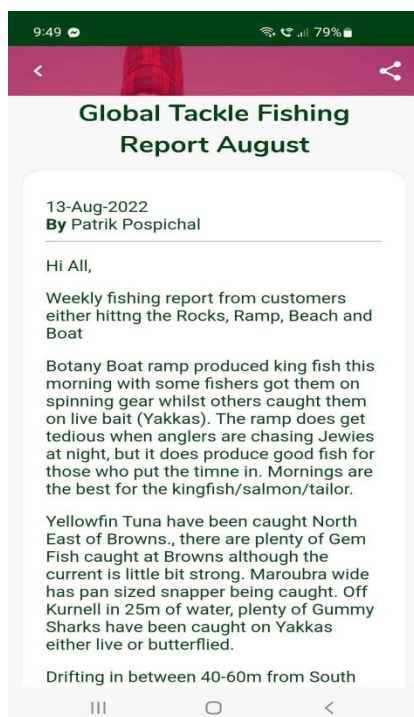 9:49
79%
Global Tackle Fishing
Report August
13-Aug-2022
By Patrik Pospichal
Hi All,
Weekly fishing report from customers
either hittng the Rocks, Ramp, Beach and
Boat
Botany Boat ramp produced king fish this
morning with some fishers got them on
spinning gear whilst others caught them
on live bait (Yakkas). The ramp does get
tedious when anglers are chasing Jewies
at night, but it does produce good fish for
those who put the timne in. Mornings are
the best for the kingfish/salmon/tailor.
Yellowfin Tuna have been caught North
East of Browns., there are plenty of Gem
Fish caught at Browns although the
current is little bit strong. Maroubra wide
has pan sized snapper being caught. Off
Kurnell in 25m of water, plenty of Gummy
Sharks have been caught on Yakkas
either live or butterflied.
Drifting in between 40-60m from South